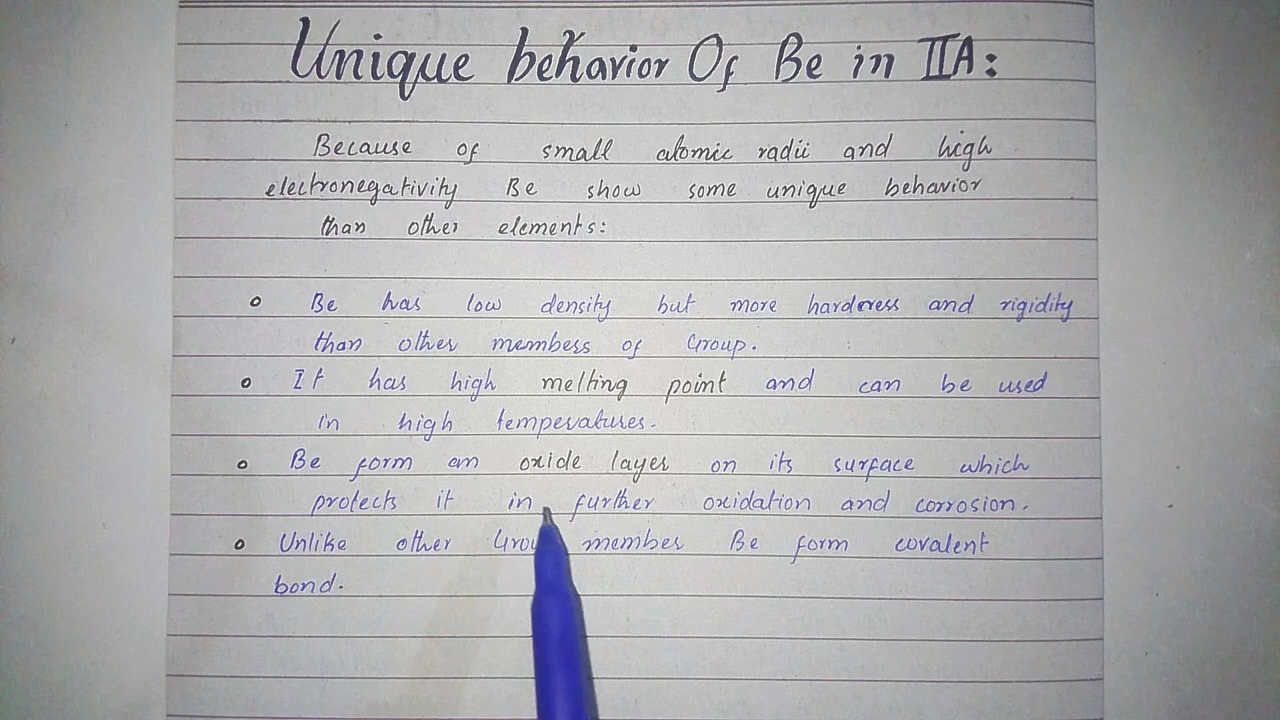 Unique behavior Of Be in IIA:
Because of small atomic radii and high
electronegativity Be show some unique behavior
than other elements:
Be has low density but more hardness and rigidity
than other members of Group.
It has high melting point and can be used
in high temperatures.
Be form an oxide layer on its surface which
protects it in further oxidation and corrosion.
Unlike other member Be form covalent
bond.